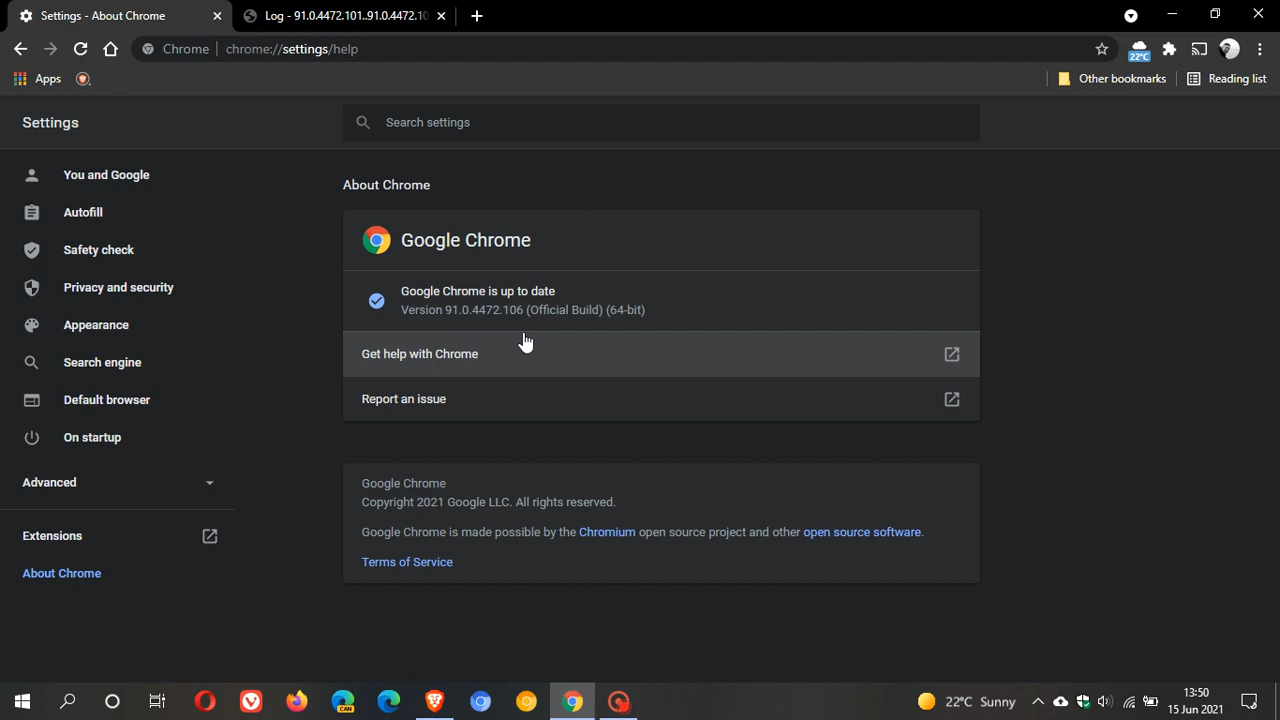 Settings - About Chrome
Log - 91.0.4472.101..91.0.4472.10
Chrome
chrome://settings/help
22°C
Apps
Other bookmarks
Reading list
Settings
Search settings
You and Google
Autofill
Safety check
Privacy and security
Appearance
Search engine
Default browser
On startup
Advanced
Extensions
About Chrome
About Chrome
Google Chrome
Google Chrome is up to date
Version 91.0.4472.106 (Official Build) (64-bit)
Get help with Chrome
Report an issue
Google Chrome
Copyright 2021 Google LLC. All rights reserved.
Google Chrome is made possible by the Chromium open source project and other open source software.
Terms of Service
CAN
22°C Sunny
13:50
15 Jun 2021